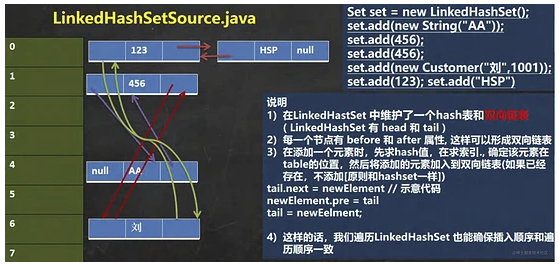 LinkedHashSetSource.java
0
123
HSP
null
1
456
2
3
4
null
AA
5
6
刘
7
Set set = new LinkedHashSet();
set.add(new String("AA"));
set.add(456);
set.add(456);
set.add(new Customer("刘",1001));
set.add(123); set.add("HSP")
说明
1) 在LinkedHastSet 中维护了一个hash表和双向链表
( LinkedHashSet 有 head 和 tail )
2) 每一个节点有 before 和 after 属性, 这样可以形成双向链表
3) 在添加一个元素时，先求hash值，在求索引., 确定该元素在
table的位置，然后将添加的元素加入到双向链表(如果已经
存在，不添加[原则和hashset一样])
tail.next = newElement // 示意代码
newElement.pre = tail
tail = newEelment;
4) 这样的话，我们遍历LinkedHashSet 也能确保插入顺序和遍
历顺序一致